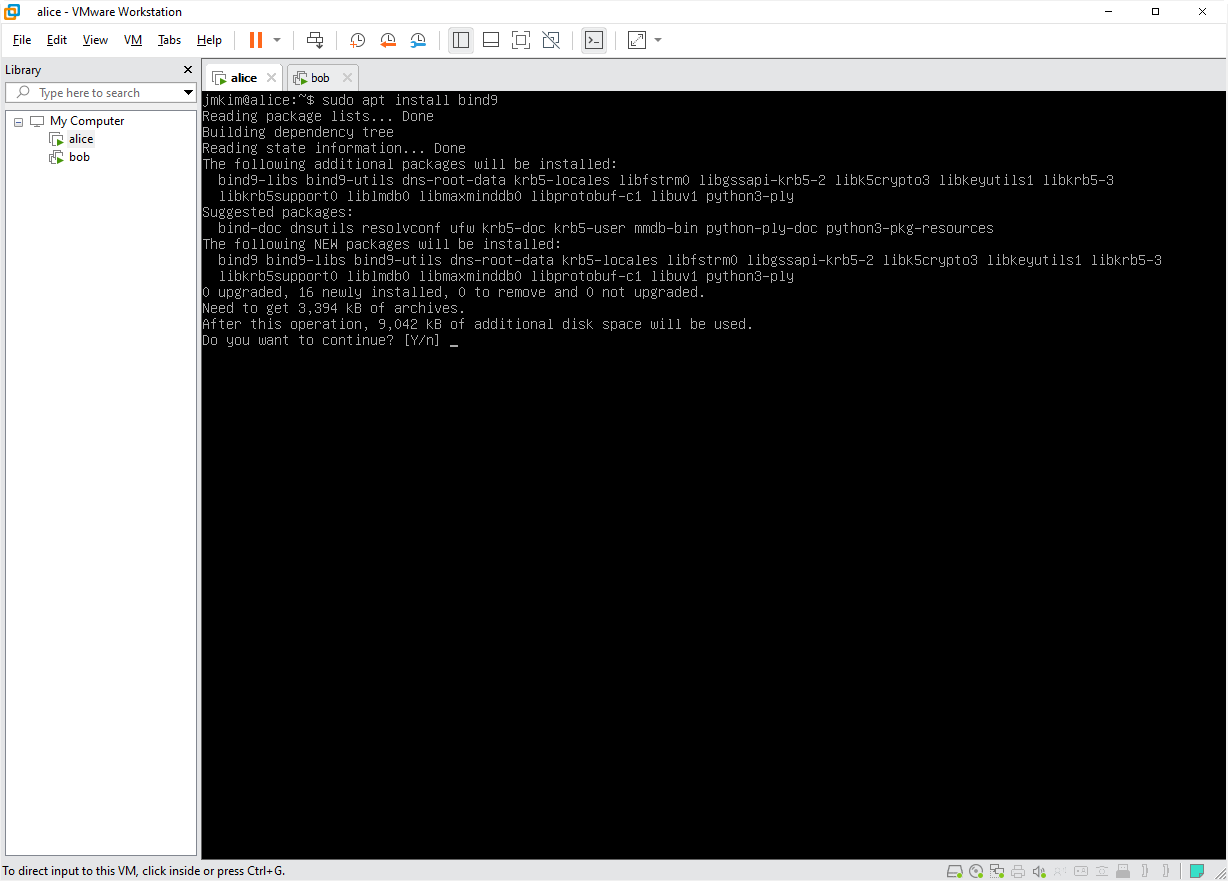 alice - VMware Workstation
File Edit View VM Tabs Help
Library
Type here to search
My Computer
alice
bob
alice
bob
jmkim@alice:~$ sudo apt install bind9
Reading package lists... Done
Building dependency tree
Reading state information... Done
The following additional packages will be installed:
bind9-libs bind9-utils dns-root-data krb5-locales libfstrm0 libgssapi-krb5-2 libk5crypto3 libkeyutils1 libkrb5-3
libkrb5support0 liblmdb0 libmaxminddb0 libprotobuf-c1 libuv1 python3-ply
Suggested packages:
bind-doc dnsutils resolvconf ufw krb5-doc krb5-user mmdb-bin python-ply-doc python3-pkg-resources
The following NEW packages will be installed:
bind9 bind9-libs bind9-utils dns-root-data krb5-locales libfstrm0 libgssapi-krb5-2 libk5crypto3 libkeyutils1 libkrb5-3
libkrb5support0 liblmdb0 libmaxminddb0 libprotobuf-c1 libuv1 python3-ply
0 upgraded, 16 newly installed, 0 to remove and 0 not upgraded.
Need to get 3,394 kB of archives.
After this operation, 9,042 kB of additional disk space will be used.
Do you want to continue? [Y/n] _
To direct input to this VM, click inside or press Ctrl+G.